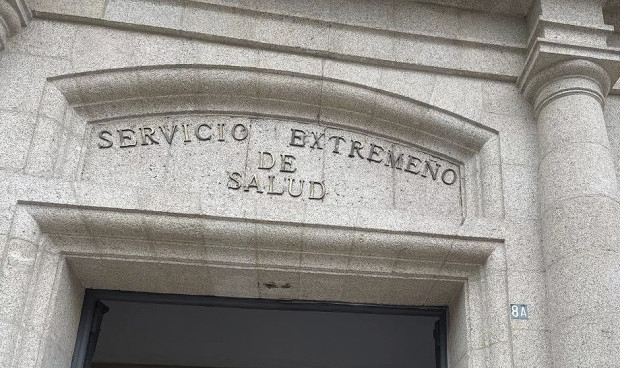 SERVICIO EXTREMEÑO
DE
SALUD
8A